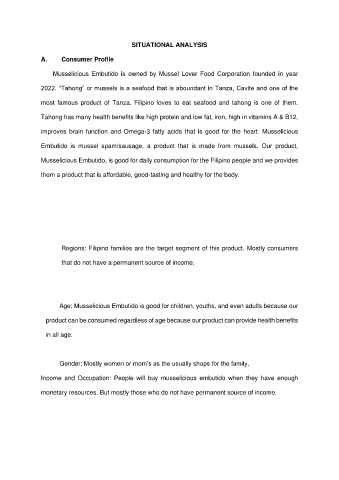 SITUATIONAL ANALYSIS
A. Consumer Profile
Musselicious Embutido is owned by Mussel Lover Food Corporation founded in year
2022. “Tahong” or mussels is a seafood that is aboundant in Tanza, Cavite and one of the
most famous product of Tanza, Filipino loves to eat seafood and tahong is one of them,
Tahong has many health benefits like high protein and low fat, iron, high in vitamins A & B12,
improves brain function and Omega-3 fatty acids that is good for the heart. Musselicious
Embutido is mussel spam/sausage, a product that is made from mussels. Our product,
Musselicious Embutido, is good for daily consumption for the Filipino people and we provides
them a product that is affordable, good-tasting and healthy for the body.
Regions: Filipino families are the target segment of this product. Mostly consumers
that do not have a permanent source of income.
Age: Musselicious Embutido is good for children, youths, and even adults because our
product can be consumed regardless of age because our product can provide health benefits
in all age.
Gender: Mostly women or mom’s as the usually shops for the family.
Income and Occupation: People will buy musselicious embutido when they have enough
monetary resources. But mostly those who do not have permanent source of income.